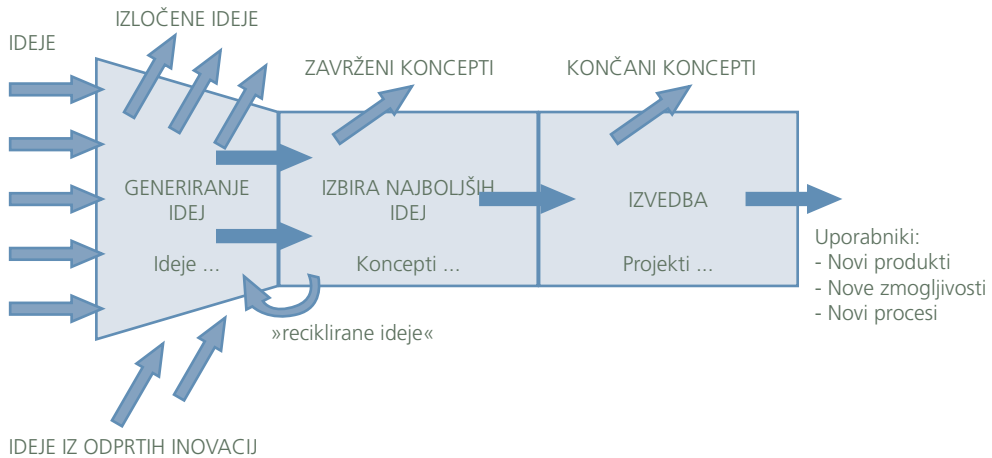 IDEJE
IZLOČENE IDEJE
ZAVRŽENI KONCEPTI
KONČANI KONCEPTI
GENERIRANJE
IDEJ
Ideje ...
IZBIRA NAJBOLJŠIH
IDEJ
Koncepti ...
IZVEDBA
Projekti ...
Uporabniki:
- Novi produkti
- Nove zmogljivosti
- Novi procesi
»reciklirane ideje«
IDEJE IZ ODPRTIH INOVACIJ